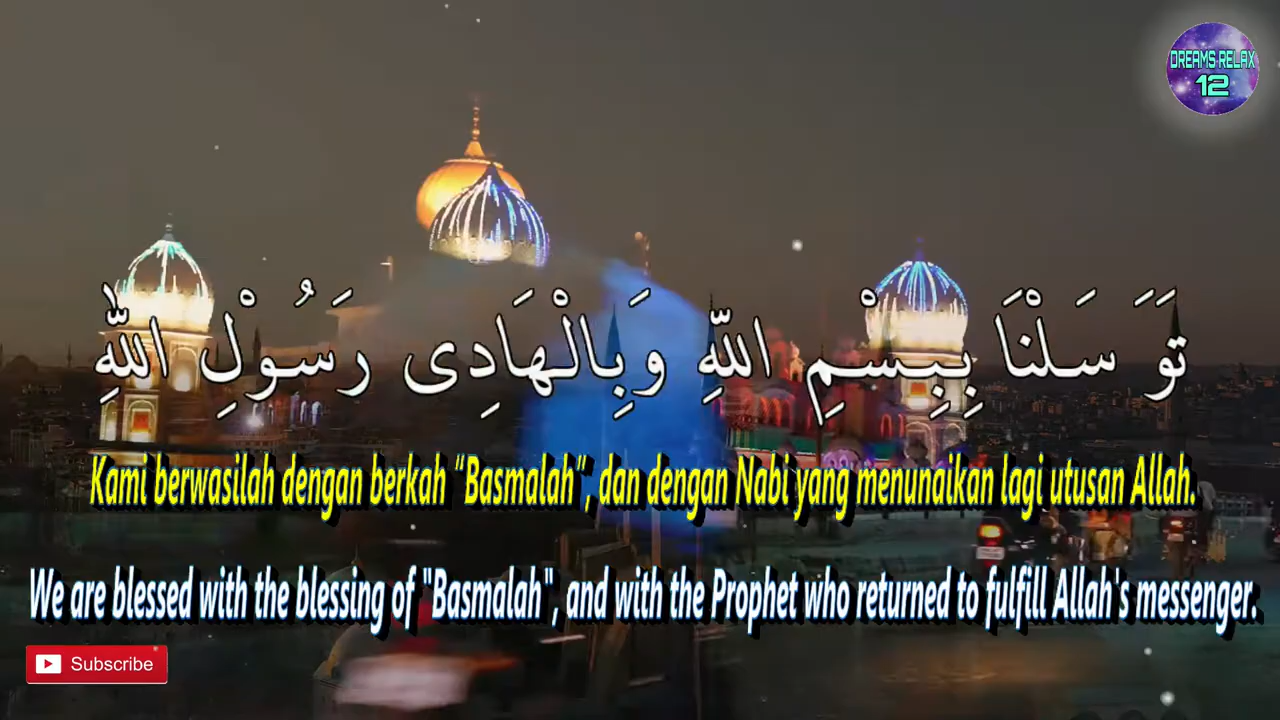 DREAMS RELAX
12
تَوَ سَلْنَا بِبِسْمِ اللّٰهِ وَبِالْهَادِى رَسُوْلِ اللّٰهِ
Kami berwasilah dengan berkah “Basmalah”, dan dengan Nabi yang menunaikan lagi utusan Allah.
We are blessed with the blessing of "Basmalah", and with the Prophet who returned to fulfill Allah's messenger.
Subscribe